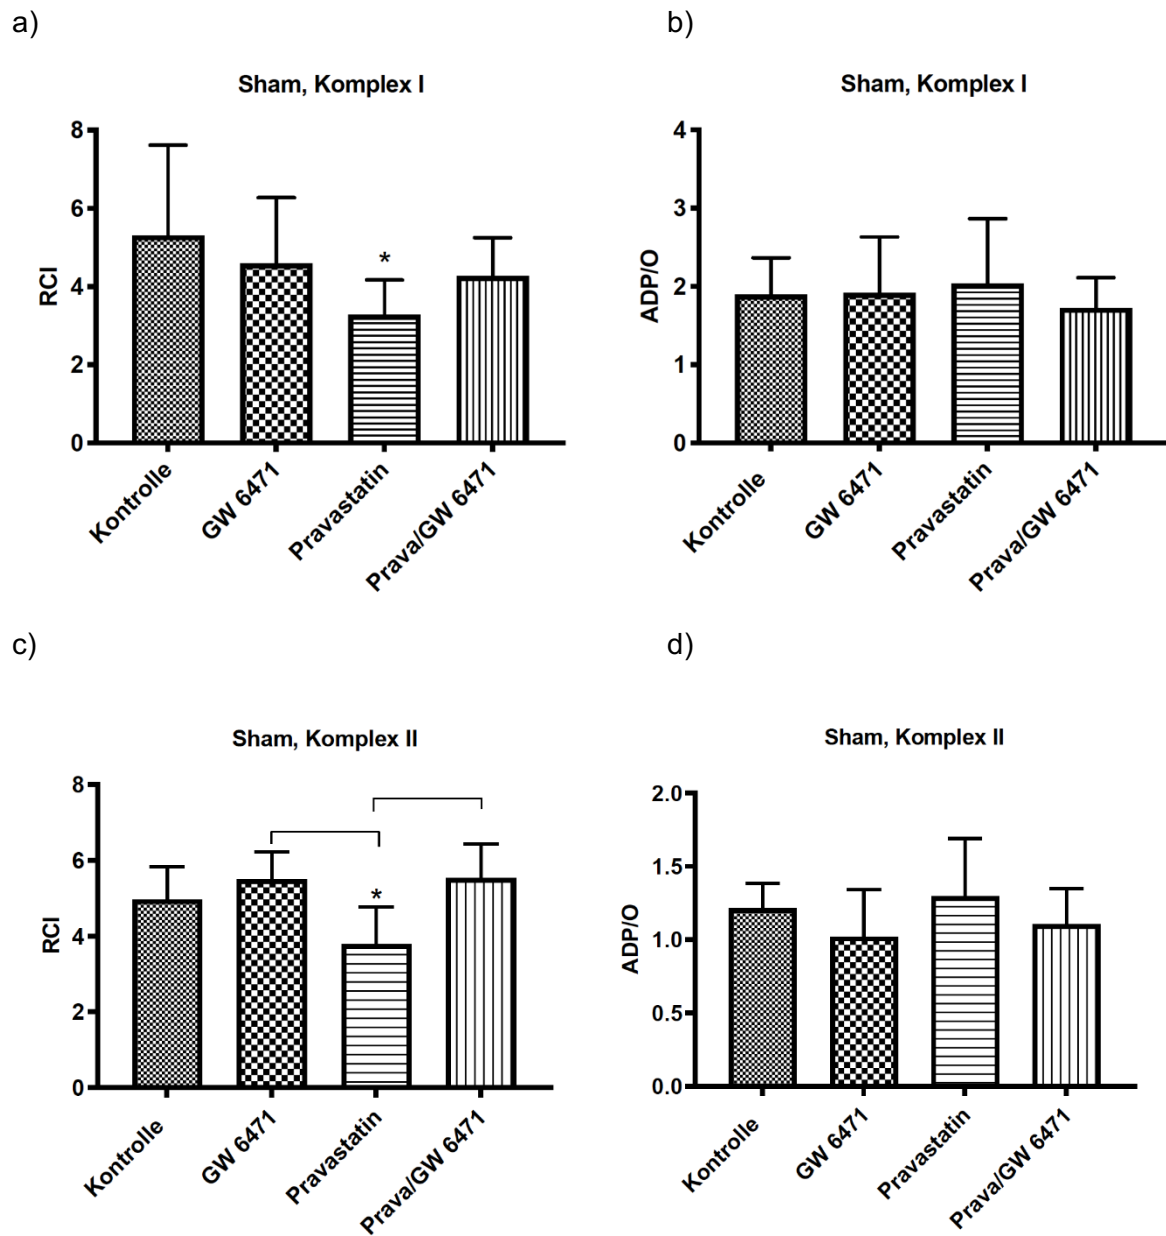 a)
Sham, Komplex I
RCI
8
6
4
2
0
*
Kontrolle
GW 6471
Pravastatin
Prava/GW 6471
b)
Sham, Komplex I
ADP/O
4
3
2
1
0
Kontrolle
GW 6471
Pravastatin
Prava/GW 6471
c)
Sham, Komplex II
RCI
8
6
4
2
0
*
Kontrolle
GW 6471
Pravastatin
Prava/GW 6471
d)
Sham, Komplex II
ADP/O
2.0
1.5
1.0
0.5
0.0
Kontrolle
GW 6471
Pravastatin
Prava/GW 6471